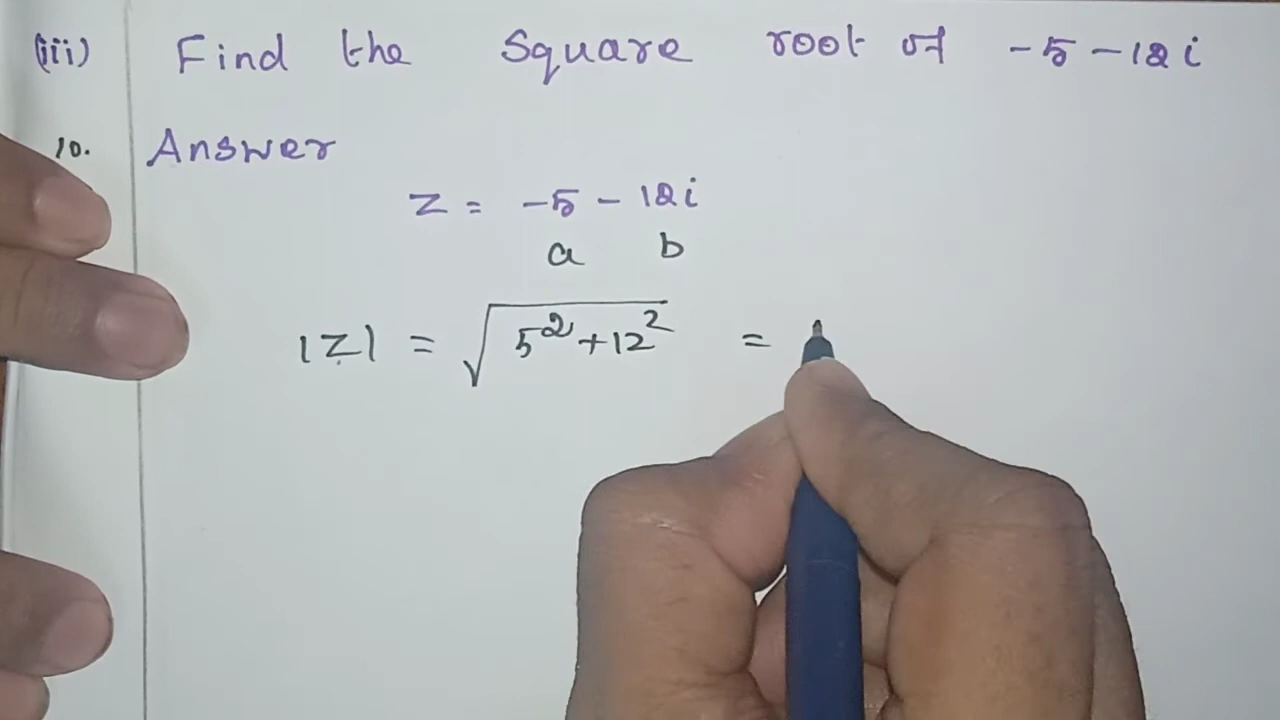 (iii) Find the square root of -5-12i
10. Answer
z = -5-12i
a b
|z| = √5²+12² =